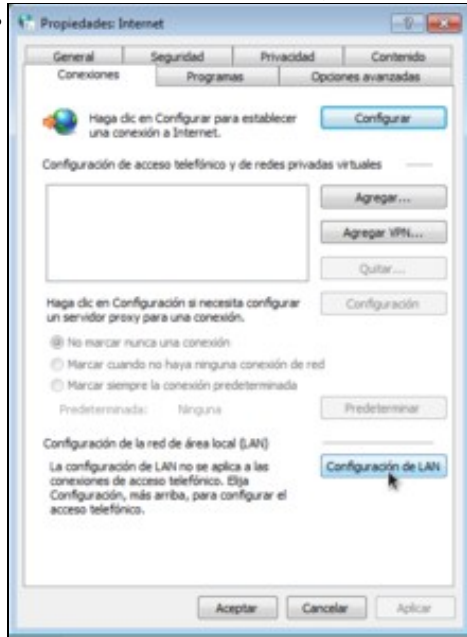 Propiedades: Internet
General Seguridad Privacidad Contenido
Conexiones Programas Opciones avanzadas
Haga clic en Configurar para establecer
una conexión a Internet.
Configurar
Configuración de acceso telefónico y de redes privadas virtuales
Agregar...
Agregar VPN...
Quitar...
Haga clic en Configuración si necesita configurar
un servidor proxy para una conexión.
Configuración
No marcar nunca una conexión
Marcar cuando no haya ninguna conexión de red
Marcar siempre la conexión predeterminada
Predeterminada: Ninguna
Predeterminar
Configuración de la red de área local (LAN)
La configuración de LAN no se aplica a las
conexiones de acceso telefónico. Elija
Configuración, más arriba, para configurar el
acceso telefónico.
Configuración de LAN
Aceptar Cancelar Aplicar